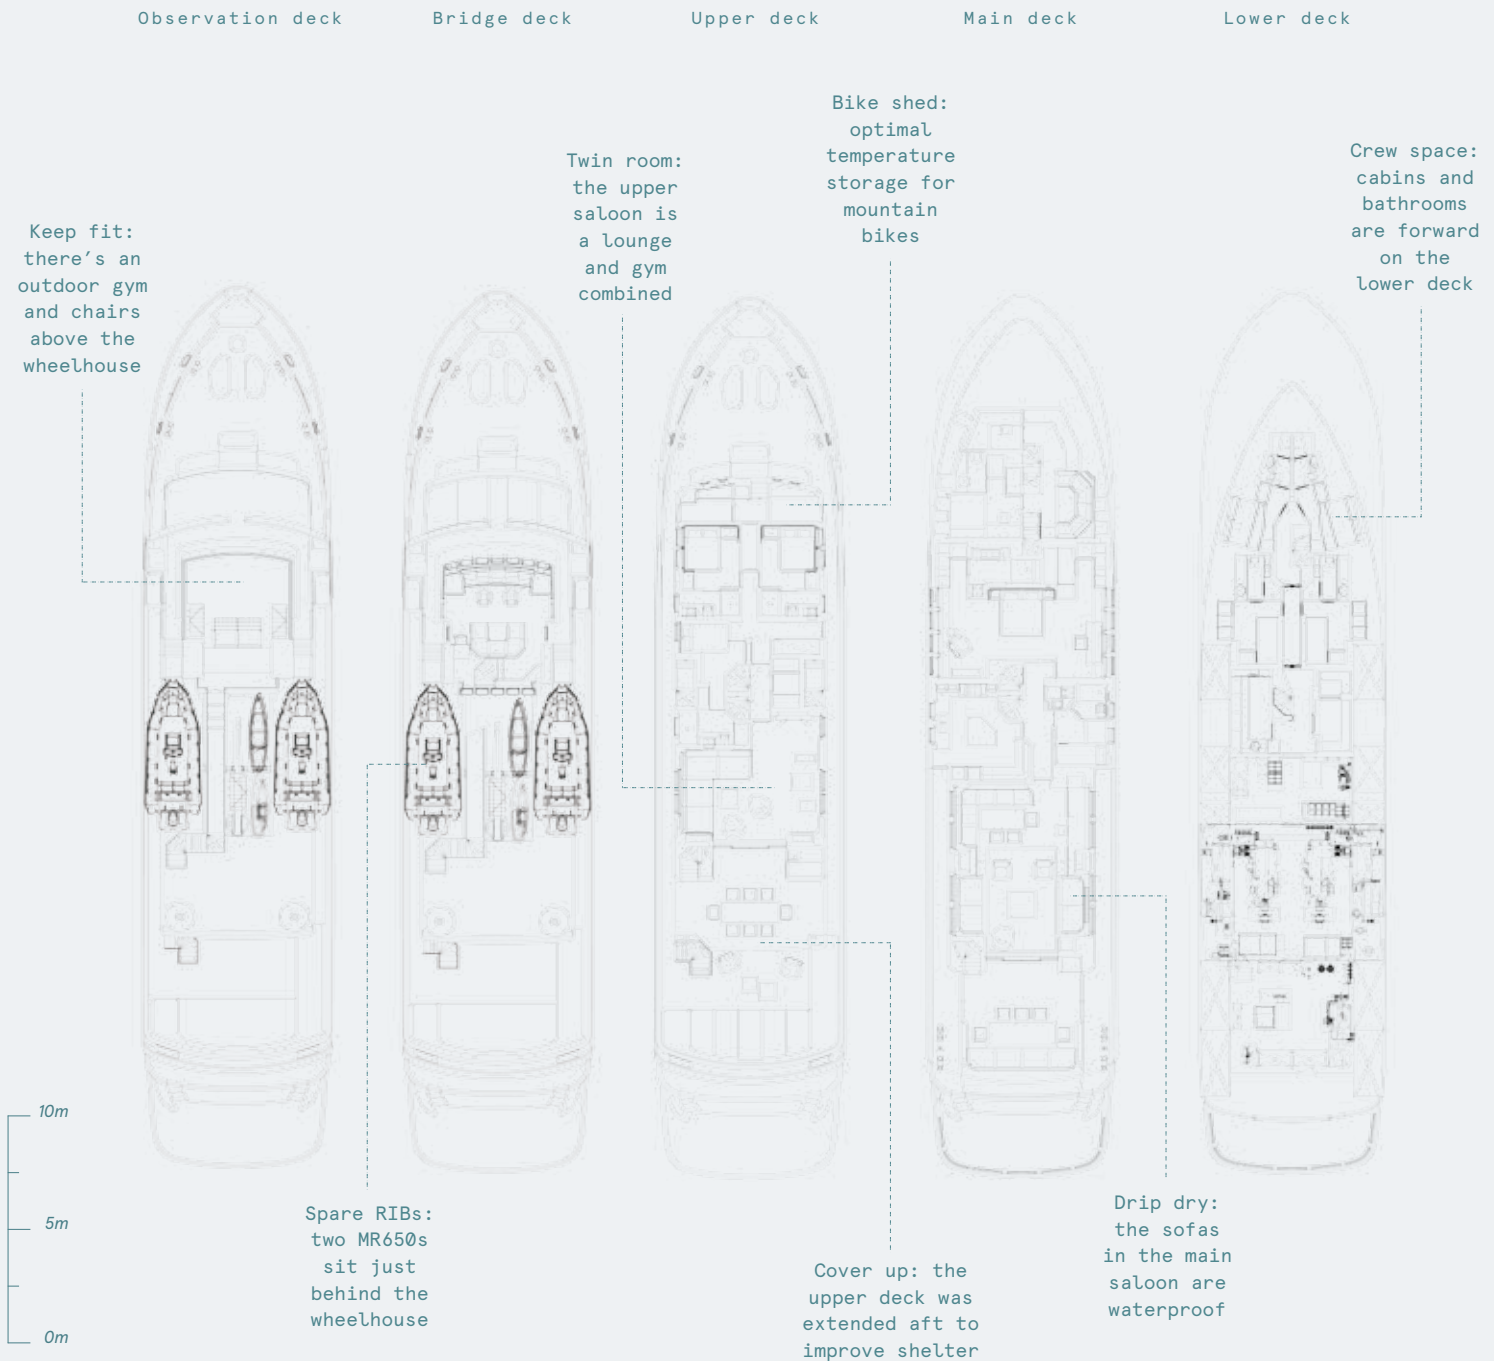 Observation deck
Bridge deck
Upper deck
Main deck
Lower deck
Keep fit:
there's an
outdoor gym
and chairs
above the
wheelhouse
Twin room:
the upper
saloon is
a lounge
and gym
combined
Bike shed:
optimal
temperature
storage for
mountain
bikes
Crew space:
cabins and
bathrooms
are forward
on the
lower deck
10m
5m
0m
Spare RIBs:
two MR650s
sit just
behind the
wheelhouse
Cover up: the
upper deck was
extended aft to
improve shelter
Drip dry:
the sofas
in the main
saloon are
waterproof